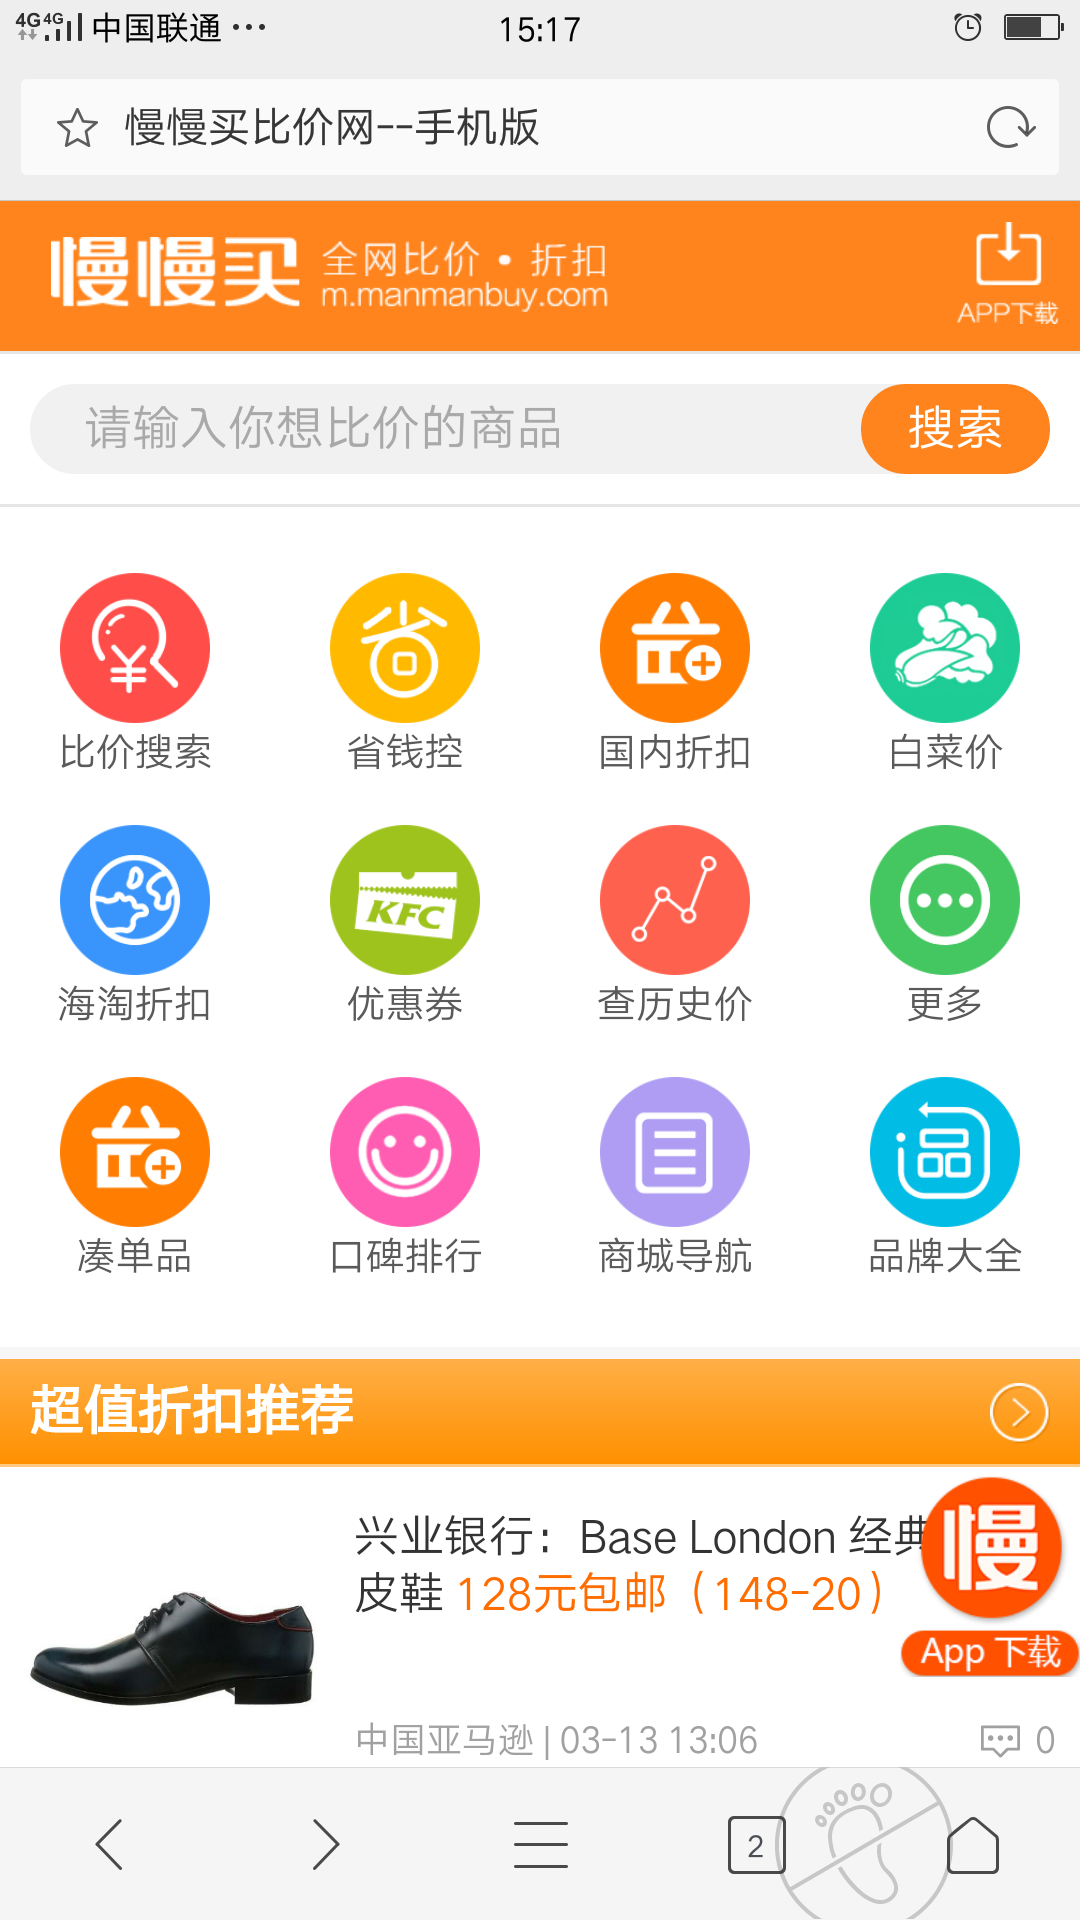 4G 4G 中国联通 ··· 15:17
慢慢买比价网--手机版
慢慢买 全网比价·折扣
m.manmanbuy.com
APP下载
请输入你想比价的商品 搜索
省
比价搜索 省钱控 国内折扣 白菜价
KFC
海淘折扣 优惠券 查历史价 更多
品
凑单品 口碑排行 商城导航 品牌大全
超值折扣推荐
兴业银行：Base London 经典
慢
皮鞋 128元包邮（148-20）
App 下载
中国亚马逊 | 03-13 13:06 0
2